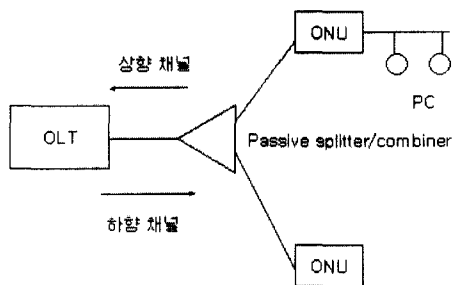 ONU
상향 채널
PC
OLT
Passive splitter/combiner
하향 채널
ONU